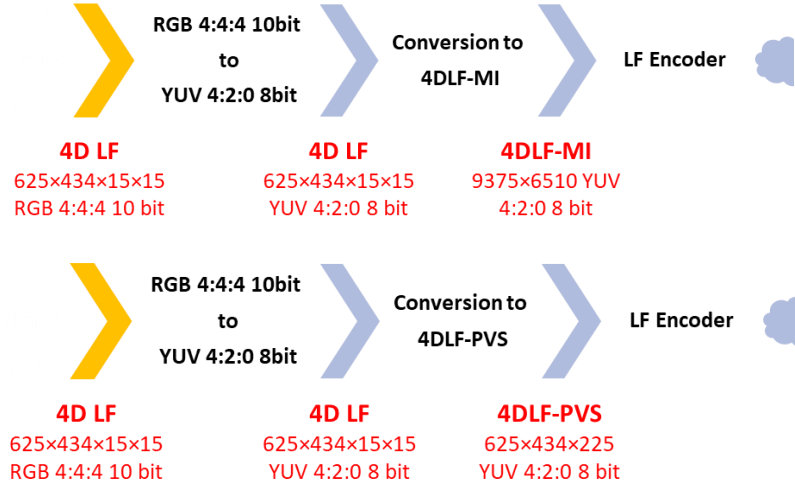 RGB 4:4:4 10bit
to
YUV 4:2:0 8bit
Conversion to
4DLF-MI
LF Encoder
4D LF
625×434×15×15
RGB 4:4:4 10 bit
4D LF
625×434×15×15
YUV 4:2:0 8 bit
4DLF-MI
9375×6510 YUV
4:2:0 8 bit
RGB 4:4:4 10bit
to
YUV 4:2:0 8bit
Conversion to
4DLF-PVS
LF Encoder
4D LF
625×434×15×15
RGB 4:4:4 10 bit
4D LF
625×434×15×15
YUV 4:2:0 8 bit
4DLF-PVS
625×434×225
YUV 4:2:0 8 bit